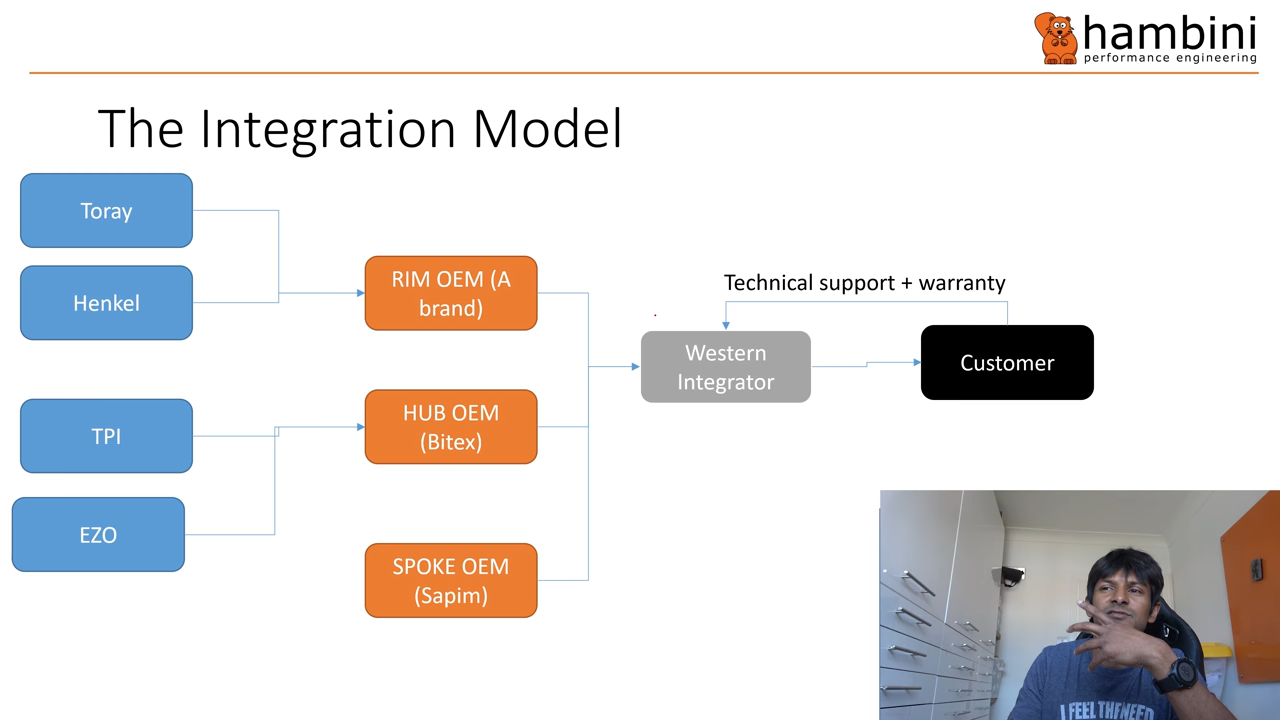 hambini
performance engineering
The Integration Model
Toray
Henkel
TPI
EZO
RIM OEM (A
brand)
HUB OEM
(Bitex)
SPOKE OEM
(Sapim)
Western
Integrator
Technical support + warranty
Customer
I FEEL THE NEED